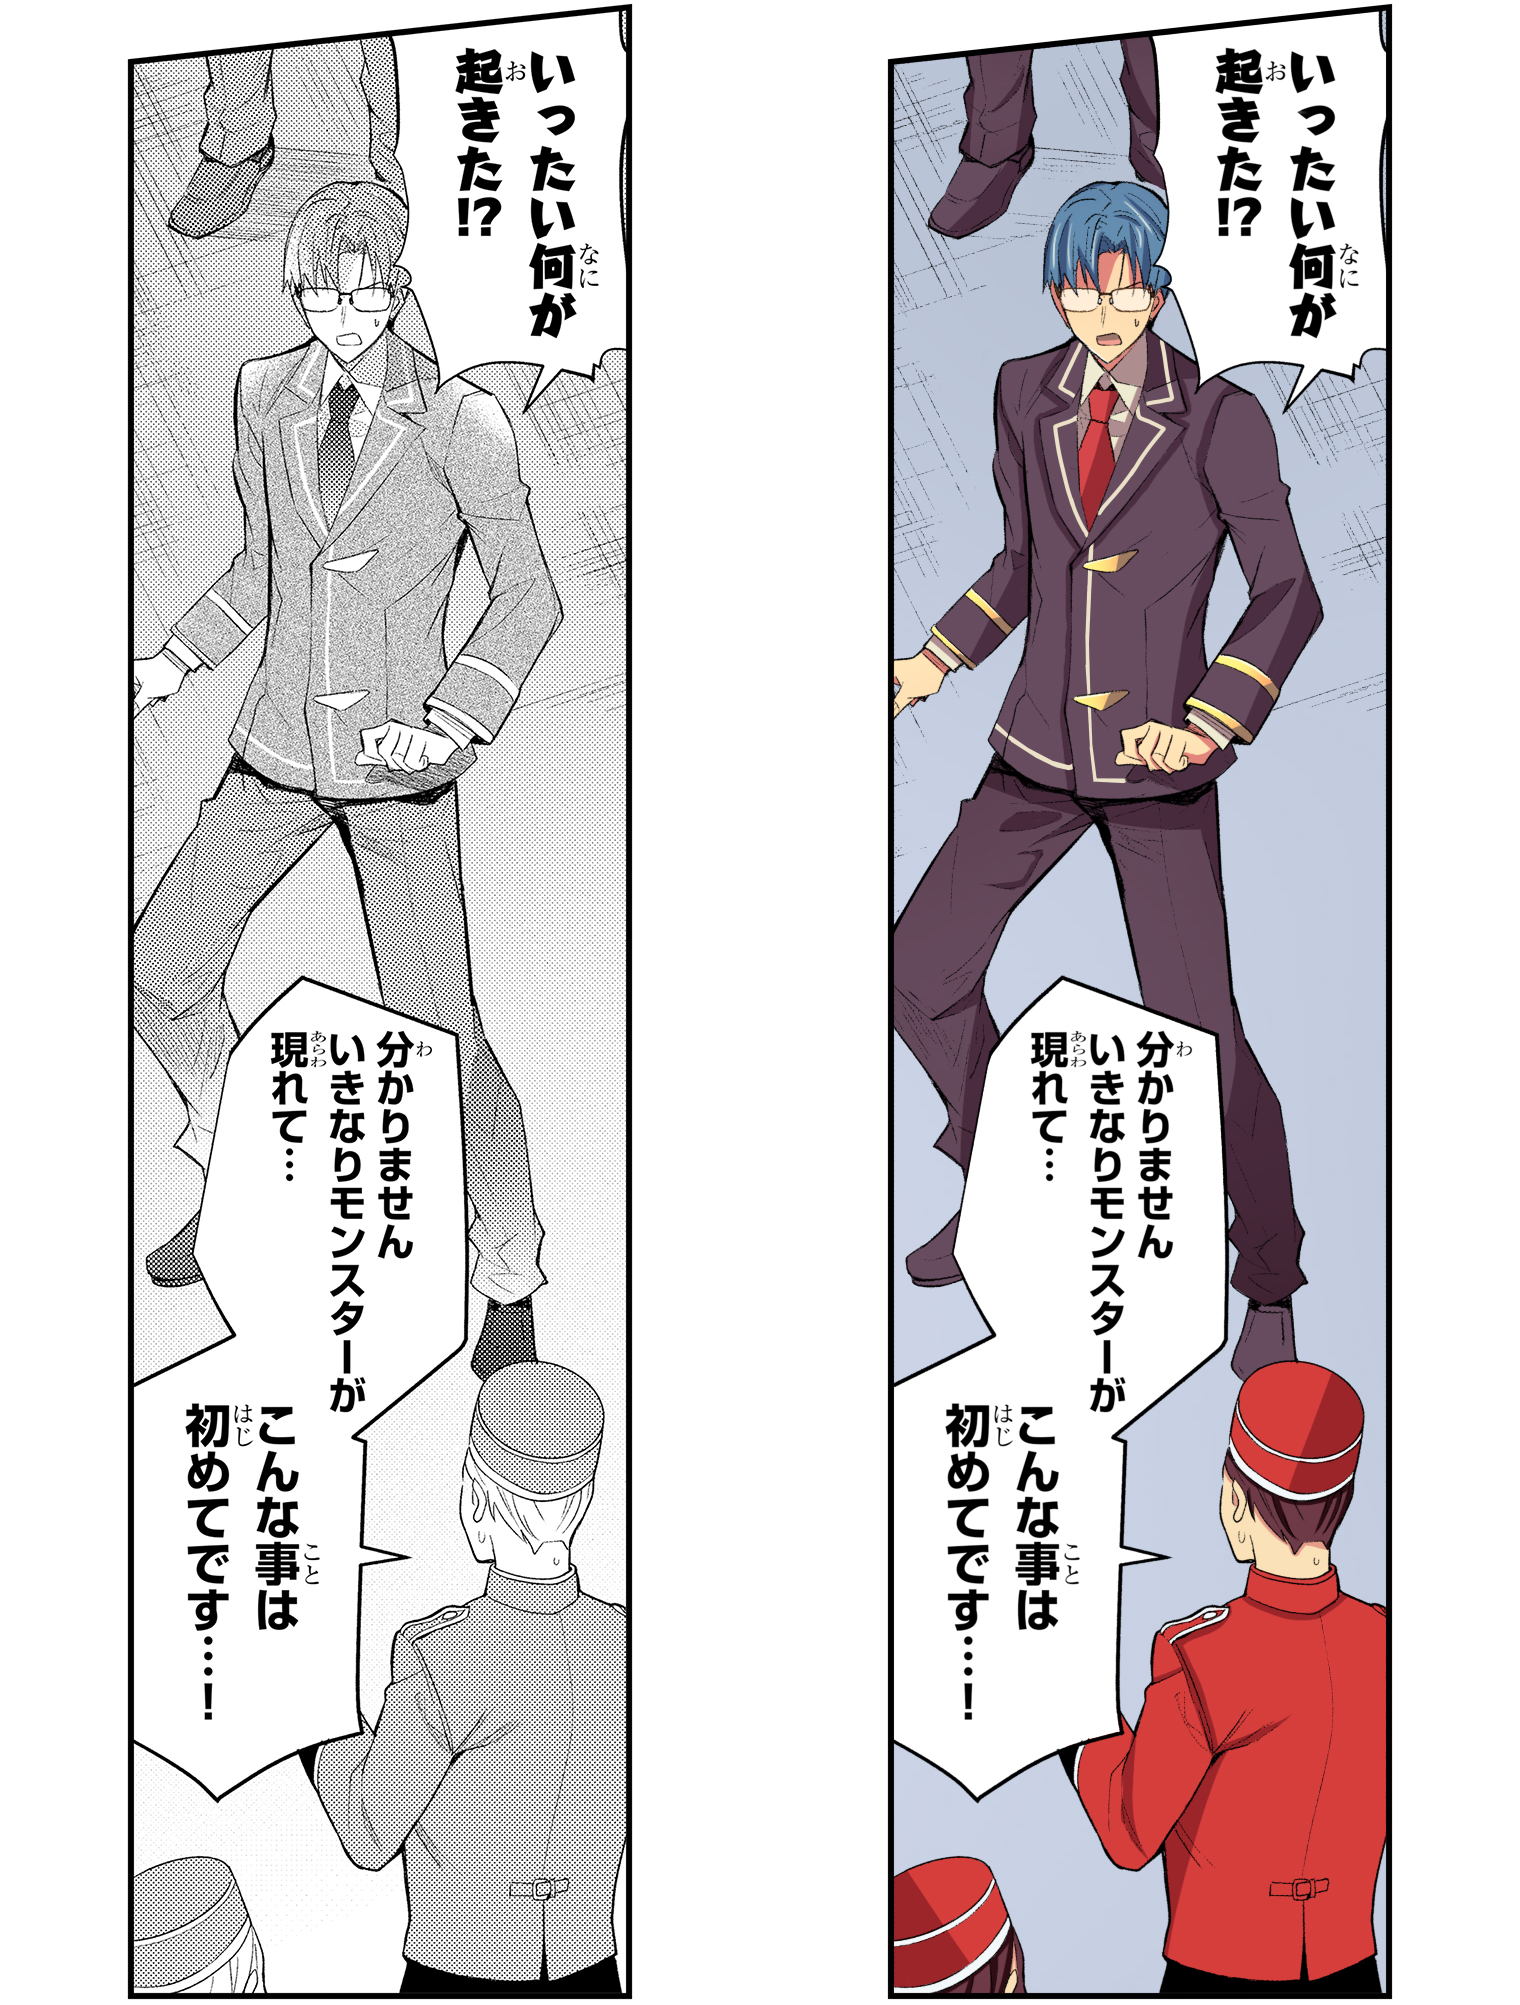 いったい何が
起きた!?
分かりません
いきなりモンスターが
現れて…
こんな事は
初めてです…‥!
いったい何が
起きた!?
分かりません
いきなりモンスターが
現れて…
こんな事は
初めてです…‥!